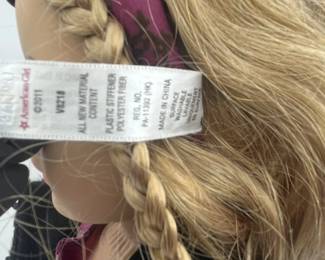 American Girl
©2011
V8218
ALL NEW MATERIAL
CONTENT
PLASTIC STIFFENER
POLYESTER FIBER
REG. NO.
PA-11392 (HK)
MADE IN CHINA
SURFACE
WASHABLE